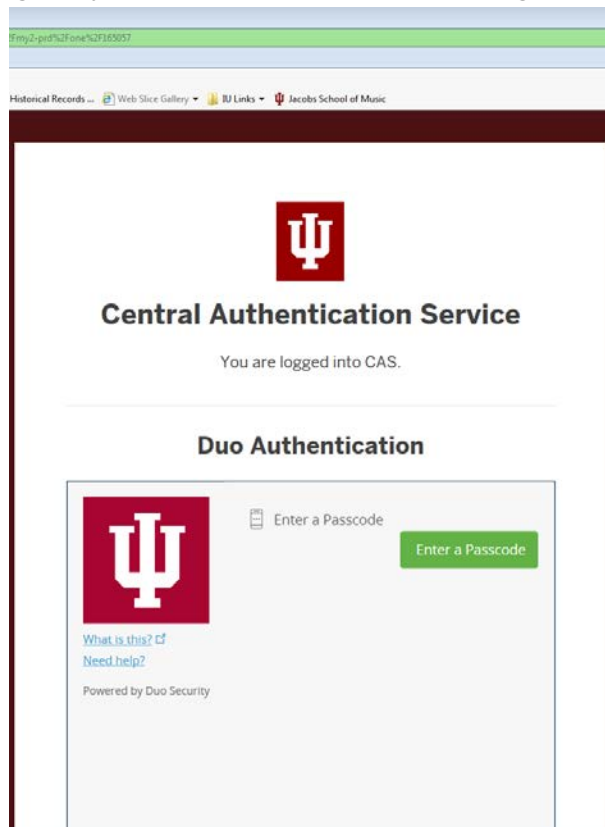 2Fmy2-prd%2Fone%2F165057
Historical Records ... Web Slice Gallery IU Links Jacobs School of Music
Central Authentication Service
You are logged into CAS.
Duo Authentication
Enter a Passcode
Enter a Passcode
What is this?
Need help?
Powered by Duo Security